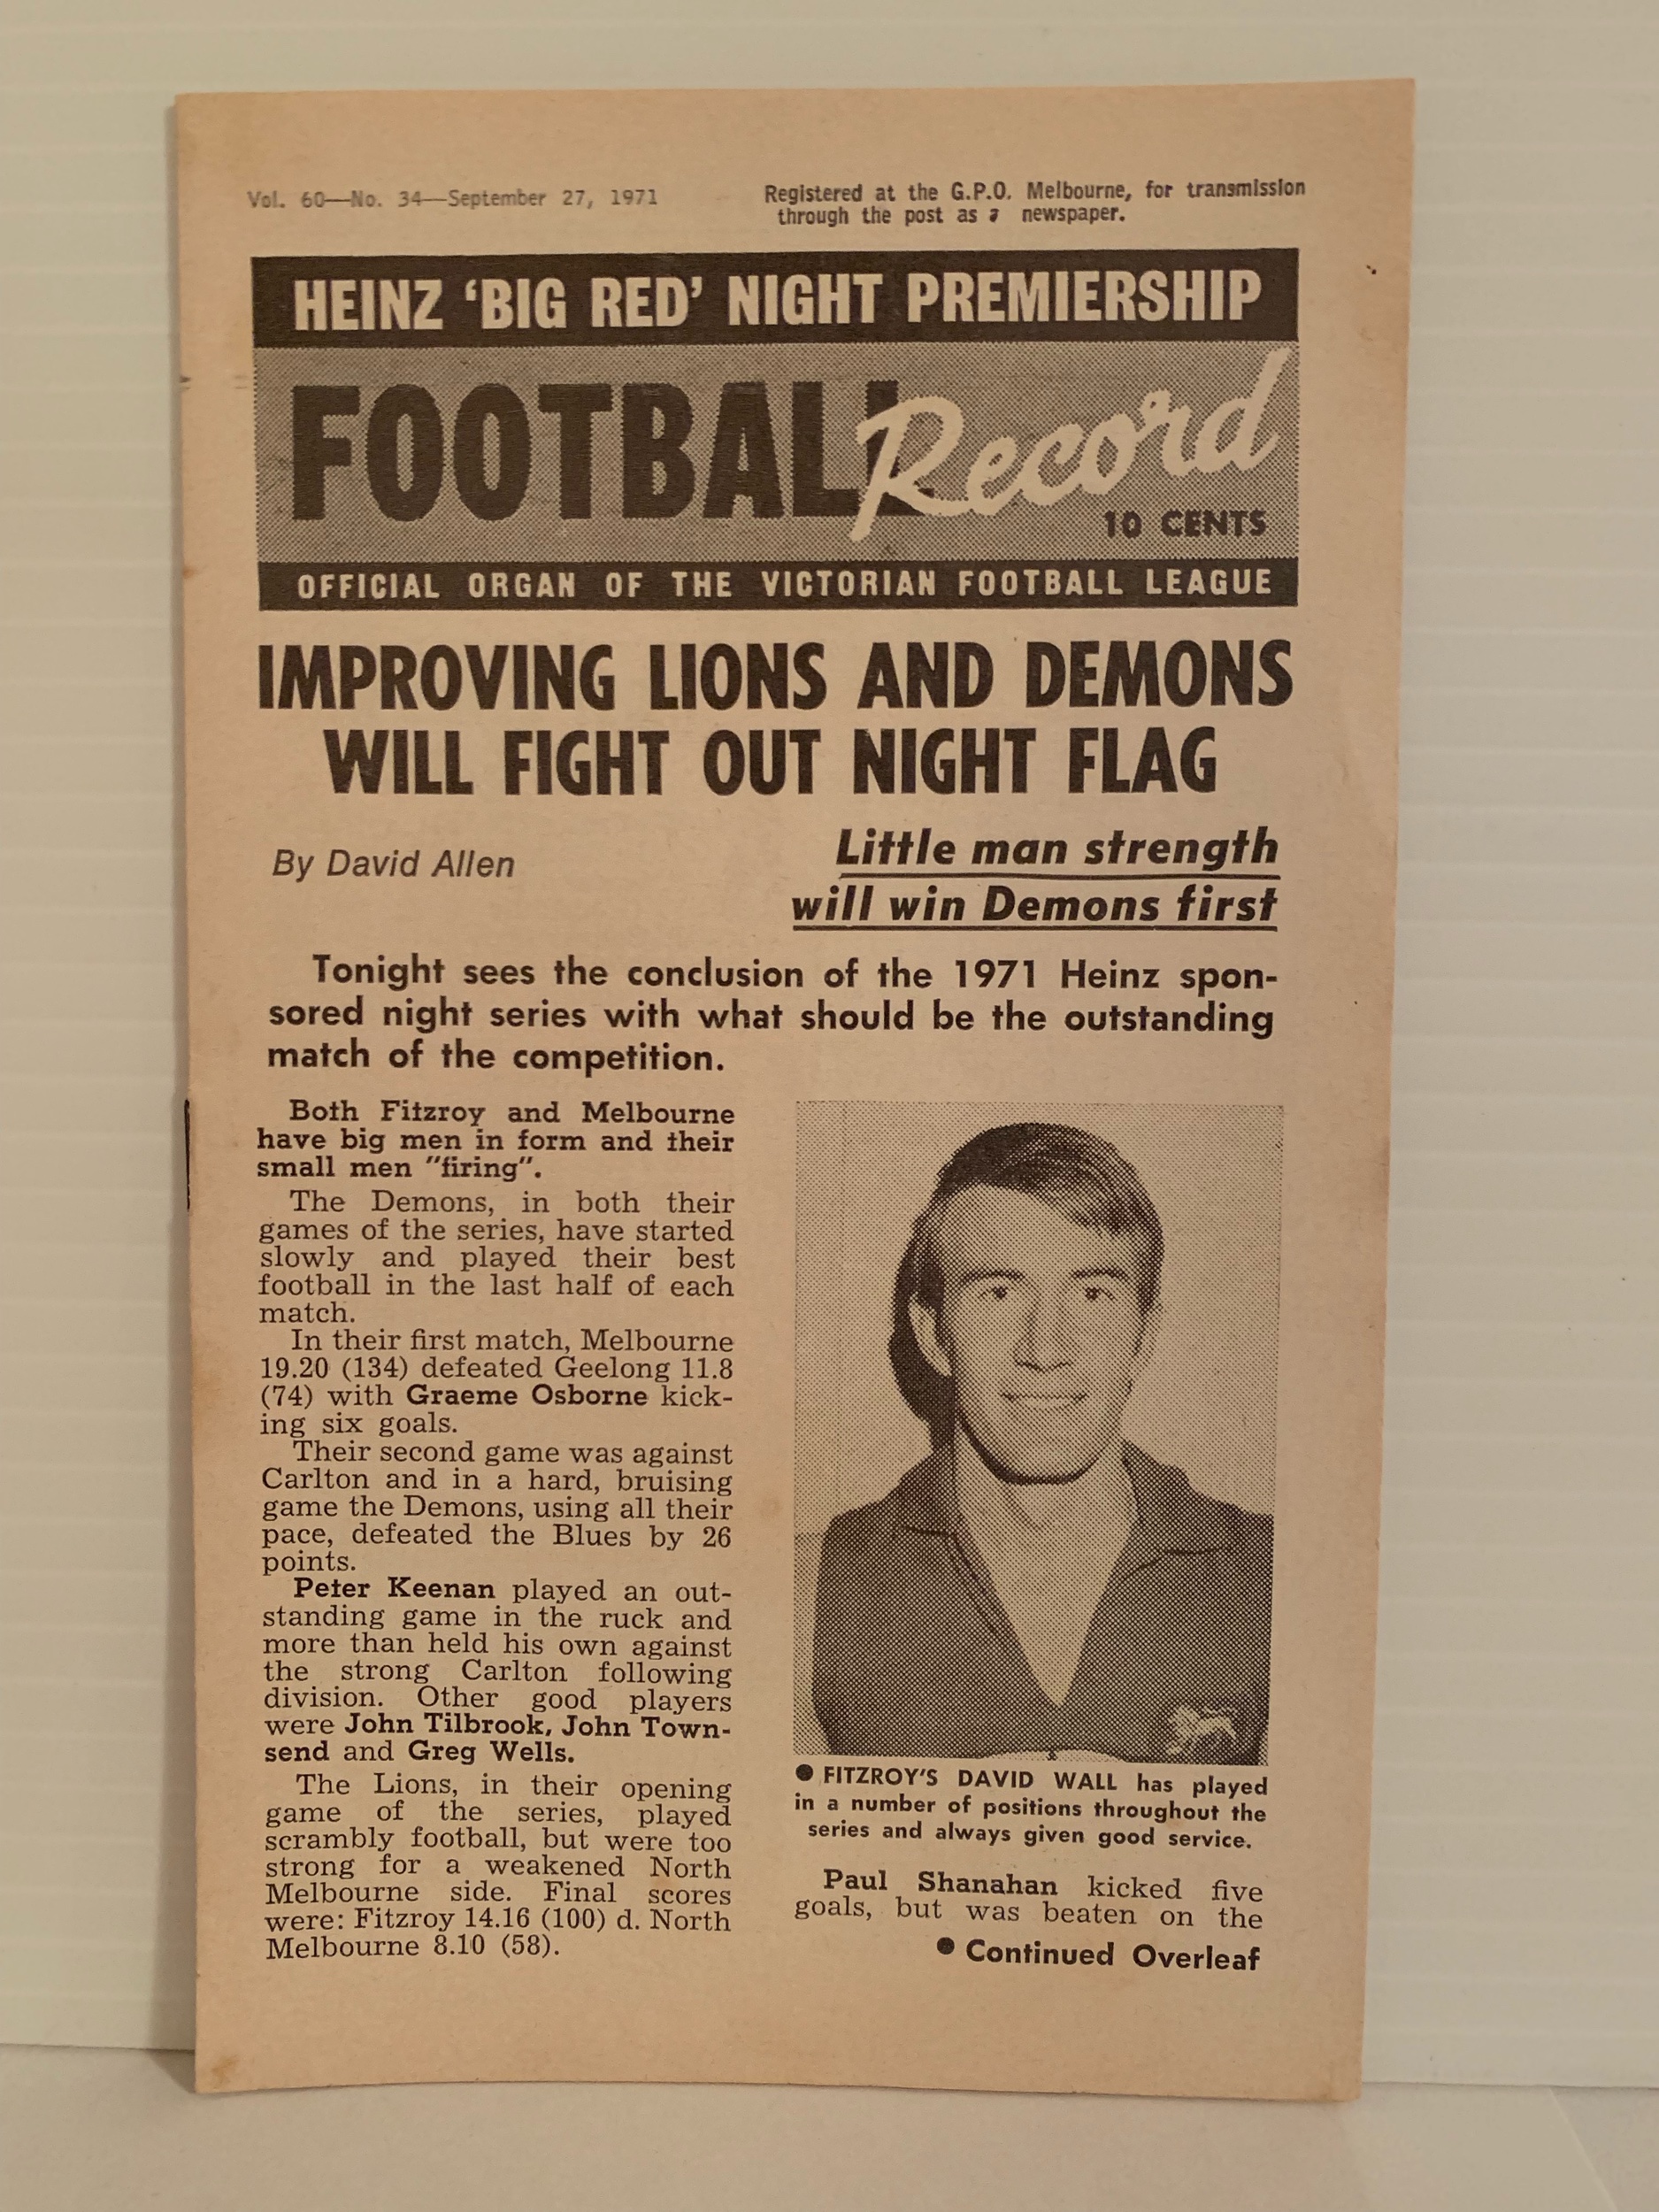 Vol. 60—No. 34—September 27, 1971
Registered at the G.P.O. Melbourne, for transmission
through the post as a newspaper.
HEINZ ‘BIG RED’ NIGHT PREMIERSHIP
FOOTBALL Record
10 CENTS
OFFICIAL ORGAN OF THE VICTORIAN FOOTBALL LEAGUE
IMPROVING LIONS AND DEMONS
WILL FIGHT OUT NIGHT FLAG
By David Allen
Little man strength
will win Demons first
Tonight sees the conclusion of the 1971 Heinz spon-
sored night series with what should be the outstanding
match of the competition.
Both Fitzroy and Melbourne
have big men in form and their
small men "firing".
The Demons, in both their
games of the series, have started
slowly and played their best
football in the last half of each
match.
In their first match, Melbourne
19.20 (134) defeated Geelong 11.8
(74) with Graeme Osborne kick-
ing six goals.
Their second game was against
Carlton and in a hard, bruising
game the Demons, using all their
pace, defeated the Blues by 26
points.
Peter Keenan played an out-
standing game in the ruck and
more than held his own against
the strong Carlton following
division. Other good players
were John Tilbrook, John Town-
send and Greg Wells.
The Lions, in their opening
game of the series, played
scrambly football, but were too
strong for a weakened North
Melbourne side. Final scores
were: Fitzroy 14.16 (100) d. North
Melbourne 8.10 (58).
● FITZROY'S DAVID WALL has played
in a number of positions throughout the
series and always given good service.
Paul Shanahan kicked five
goals, but was beaten on the
● Continued Overleaf